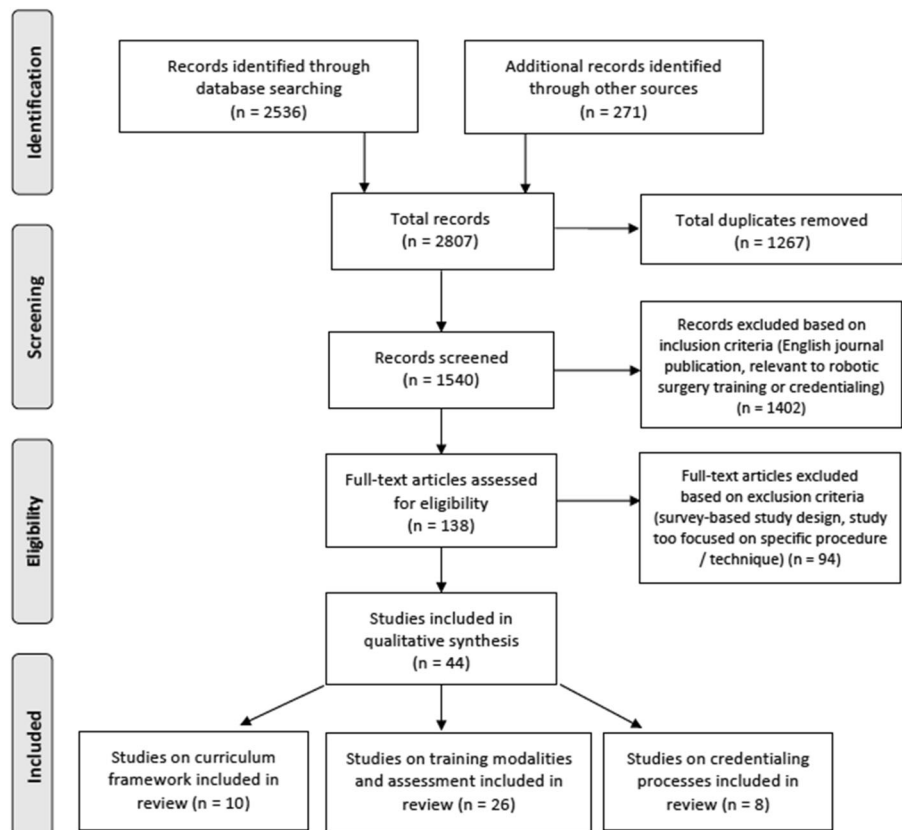 Identification
Records identified through
database searching
(n = 2536)
Additional records identified
through other sources
(n = 271)
Screening
Total records
(n = 2807)
Total duplicates removed
(n = 1267)
Records screened
(n = 1540)
Records excluded based on
inclusion criteria (English journal
publication, relevant to robotic
surgery training or credentialing)
(n = 1402)
Eligibility
Full-text articles assessed
for eligibility
(n = 138)
Full-text articles excluded
based on exclusion criteria
(survey-based study design, study
too focused on specific procedure
/ technique) (n = 94)
Studies included in
qualitative synthesis
(n = 44)
Included
Studies on curriculum
framework included in
review (n = 10)
Studies on training modalities
and assessment included in
review (n = 26)
Studies on credentialing
processes included in
review (n = 8)